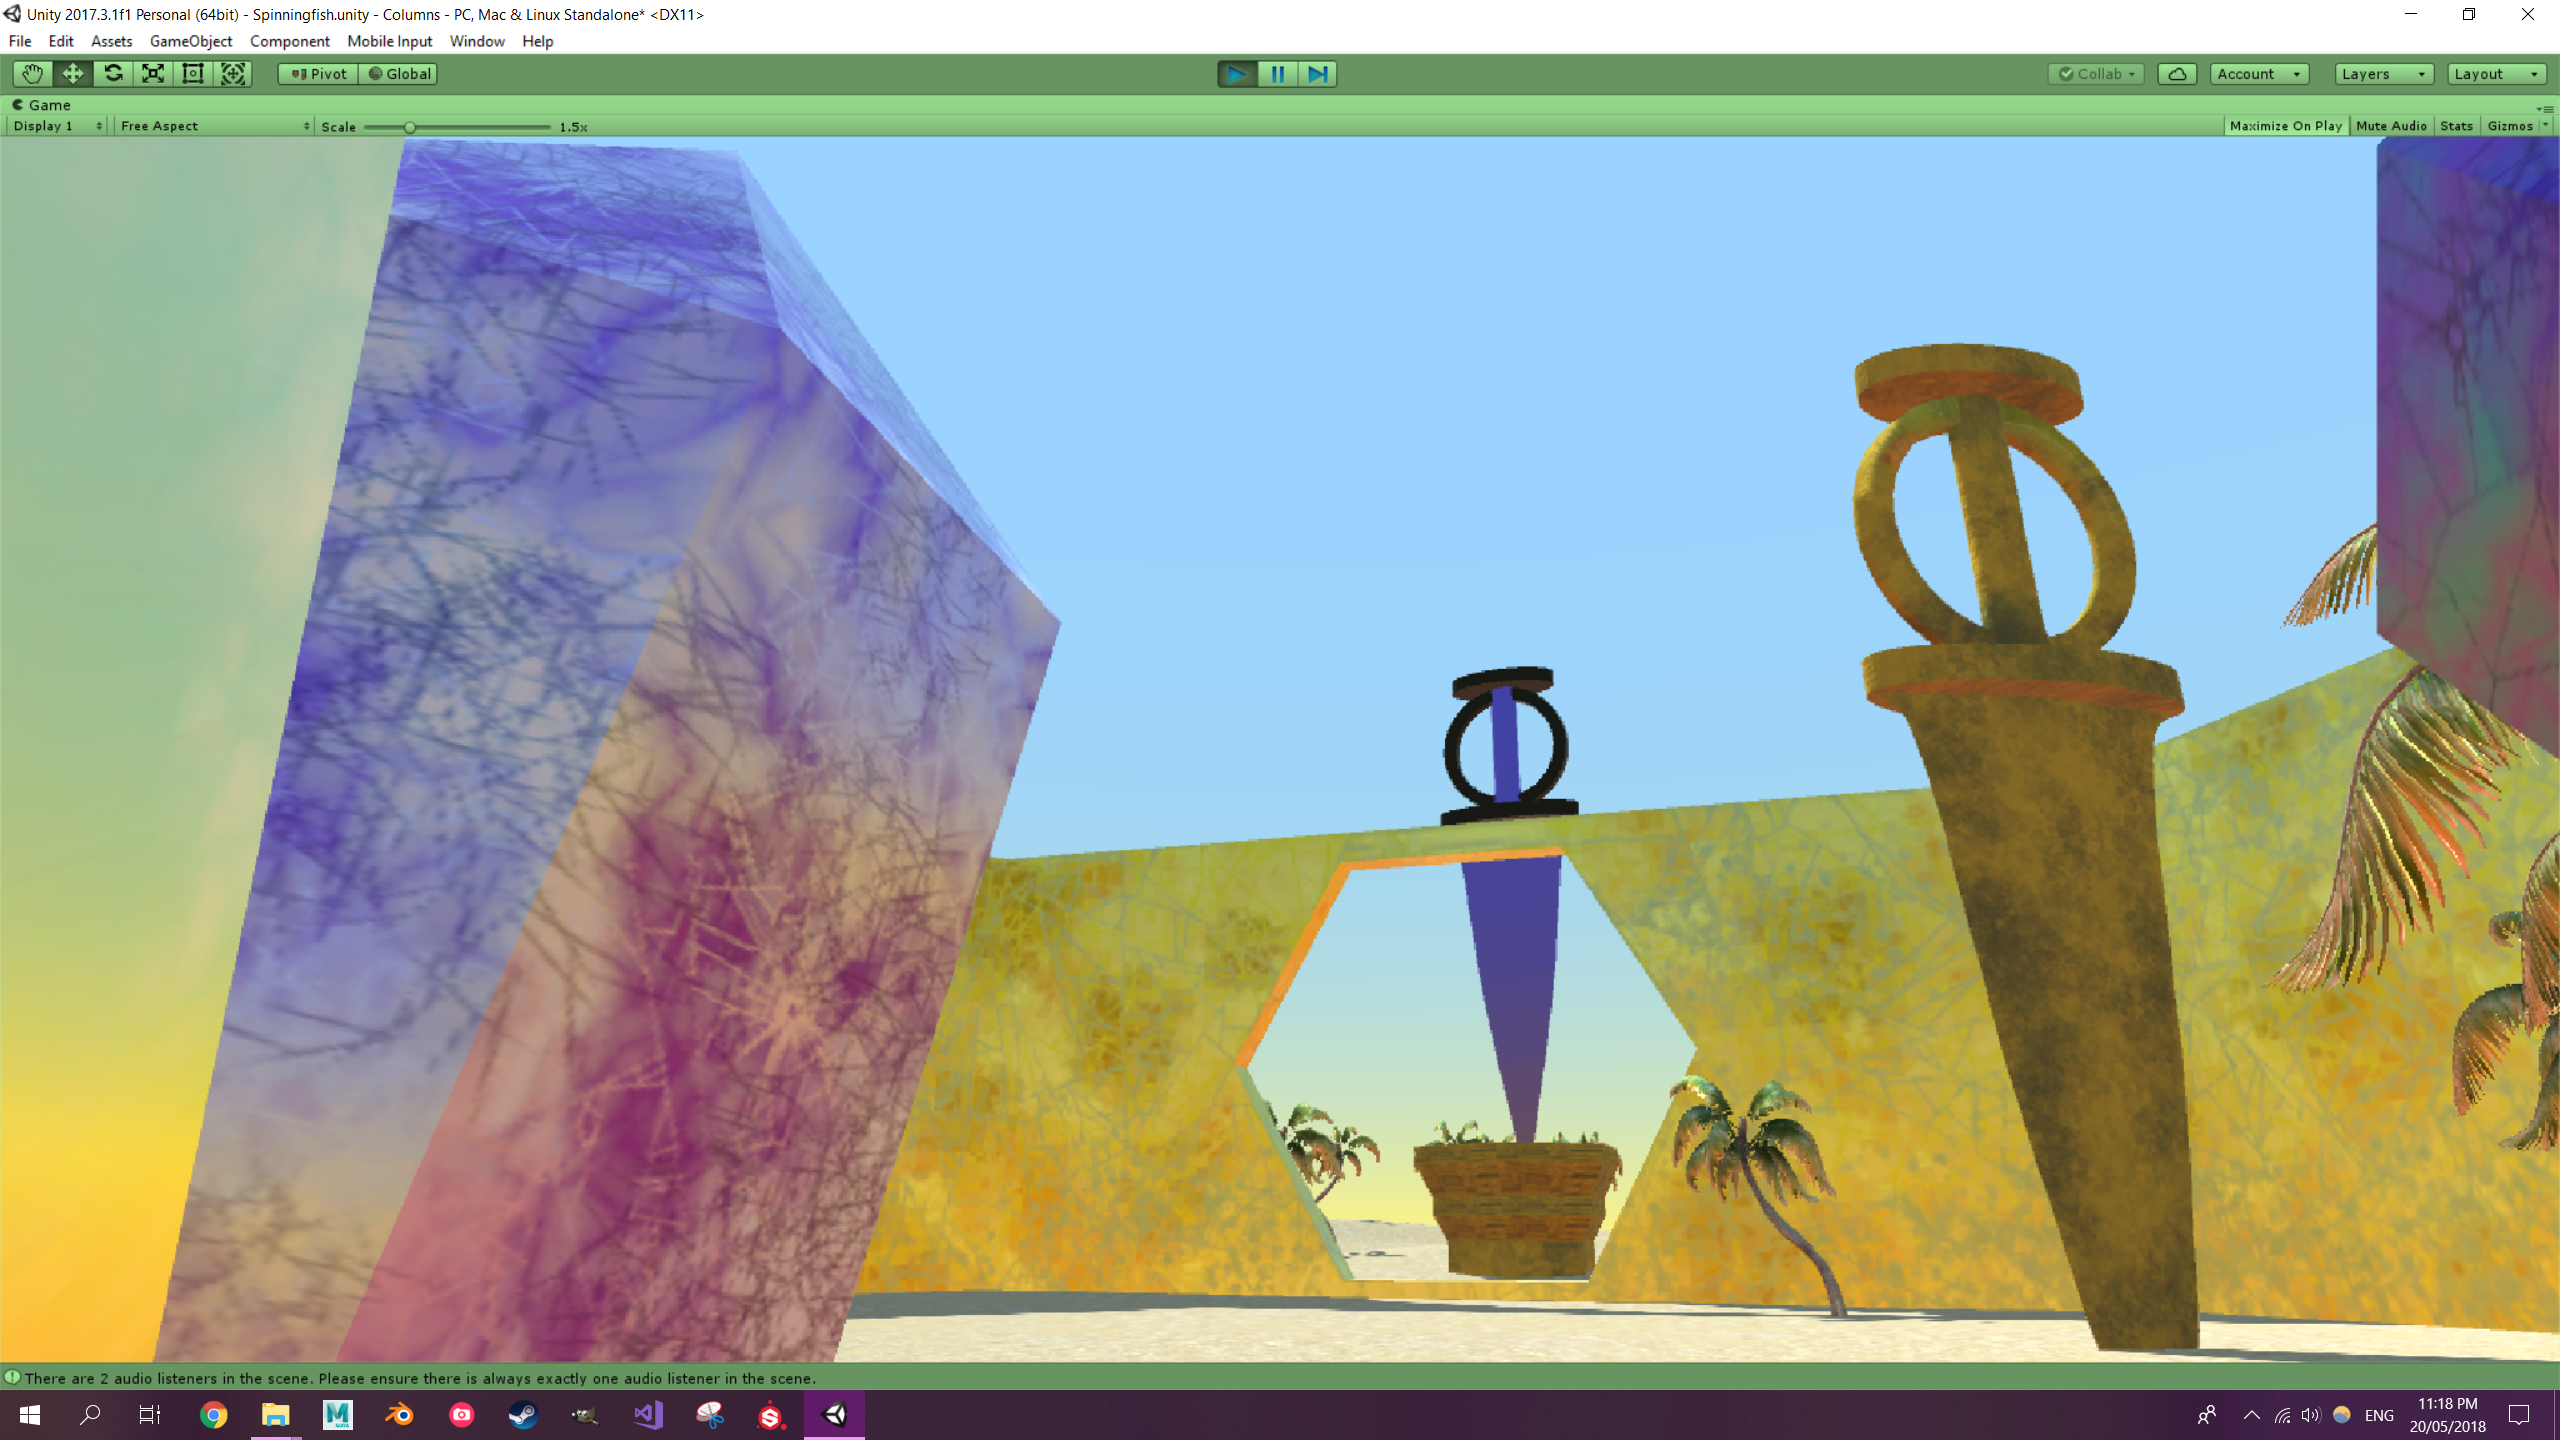 Unity 2017.3.1f1 Personal (64bit) - Spinningfish.unity - Columns - PC, Mac & Linux Standalone* <DX11>
File Edit Assets GameObject Component Mobile Input Window Help
Pivot Global Collab Account Layers Layout
Game
Display 1 Free Aspect Scale 1.5x Maximize On Play Mute Audio Stats Gizmos
There are 2 audio listeners in the scene. Please ensure there is always exactly one audio listener in the scene.
M
MAYA
S
ENG
11:18 PM
20/05/2018